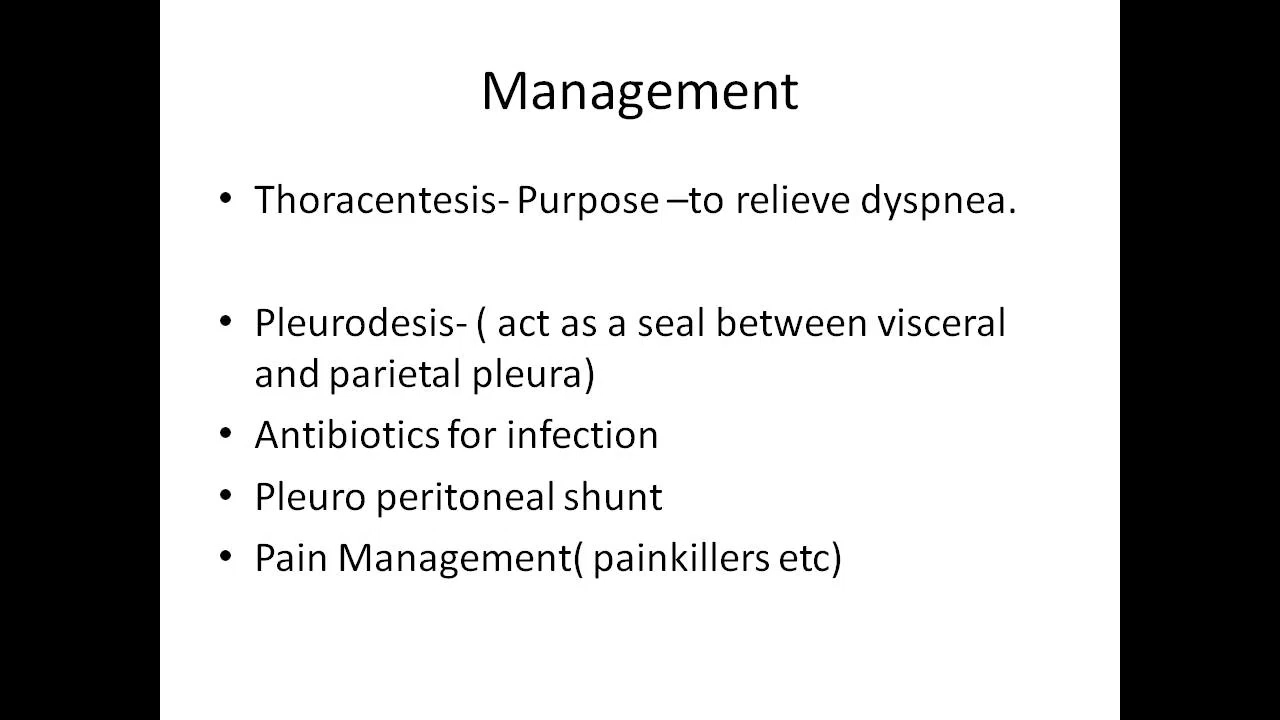 Management
• Thoracentesis- Purpose –to relieve dyspnea.
• Pleurodesis- ( act as a seal between visceral
and parietal pleura)
• Antibiotics for infection
• Pleuro peritoneal shunt
• Pain Management( painkillers etc)